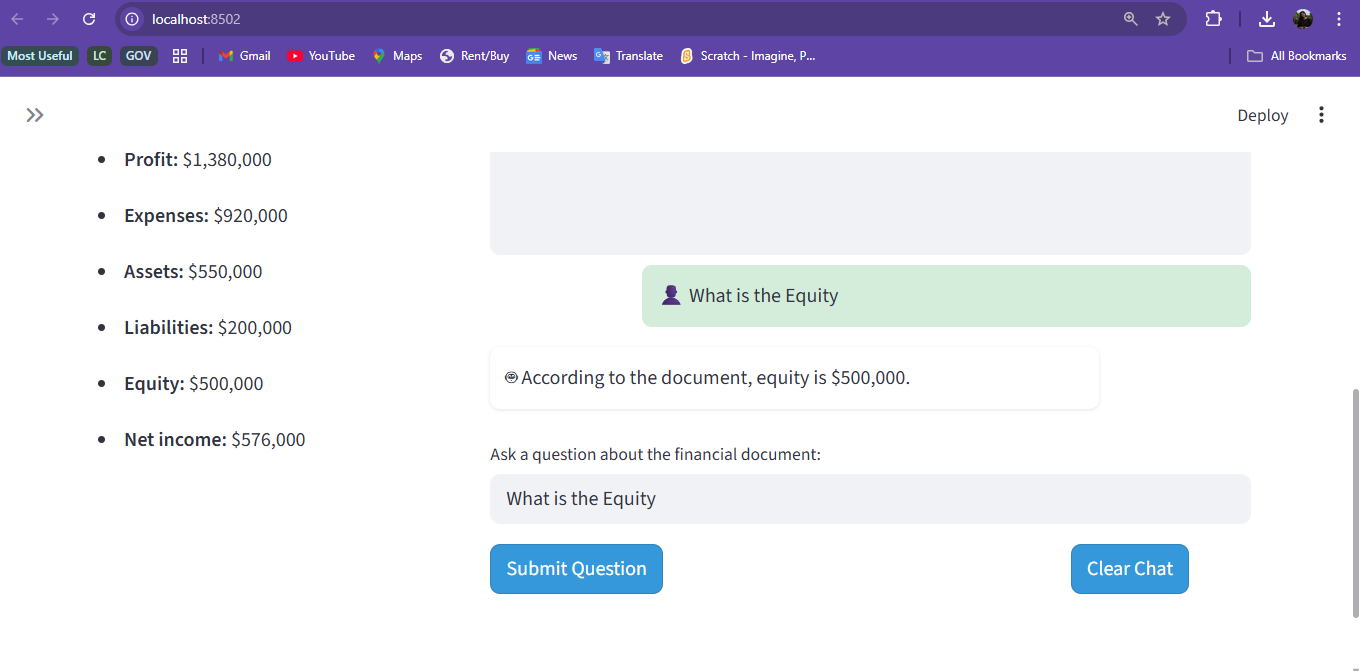 localhost:8502
Most Useful LC GOV Gmail YouTube Maps Rent/Buy News Translate Scratch - Imagine, P... All Bookmarks
Deploy
Profit: $1,380,000
Expenses: $920,000
Assets: $550,000
Liabilities: $200,000
Equity: $500,000
Net income: $576,000
What is the Equity
According to the document, equity is $500,000.
Ask a question about the financial document:
What is the Equity
Submit Question Clear Chat